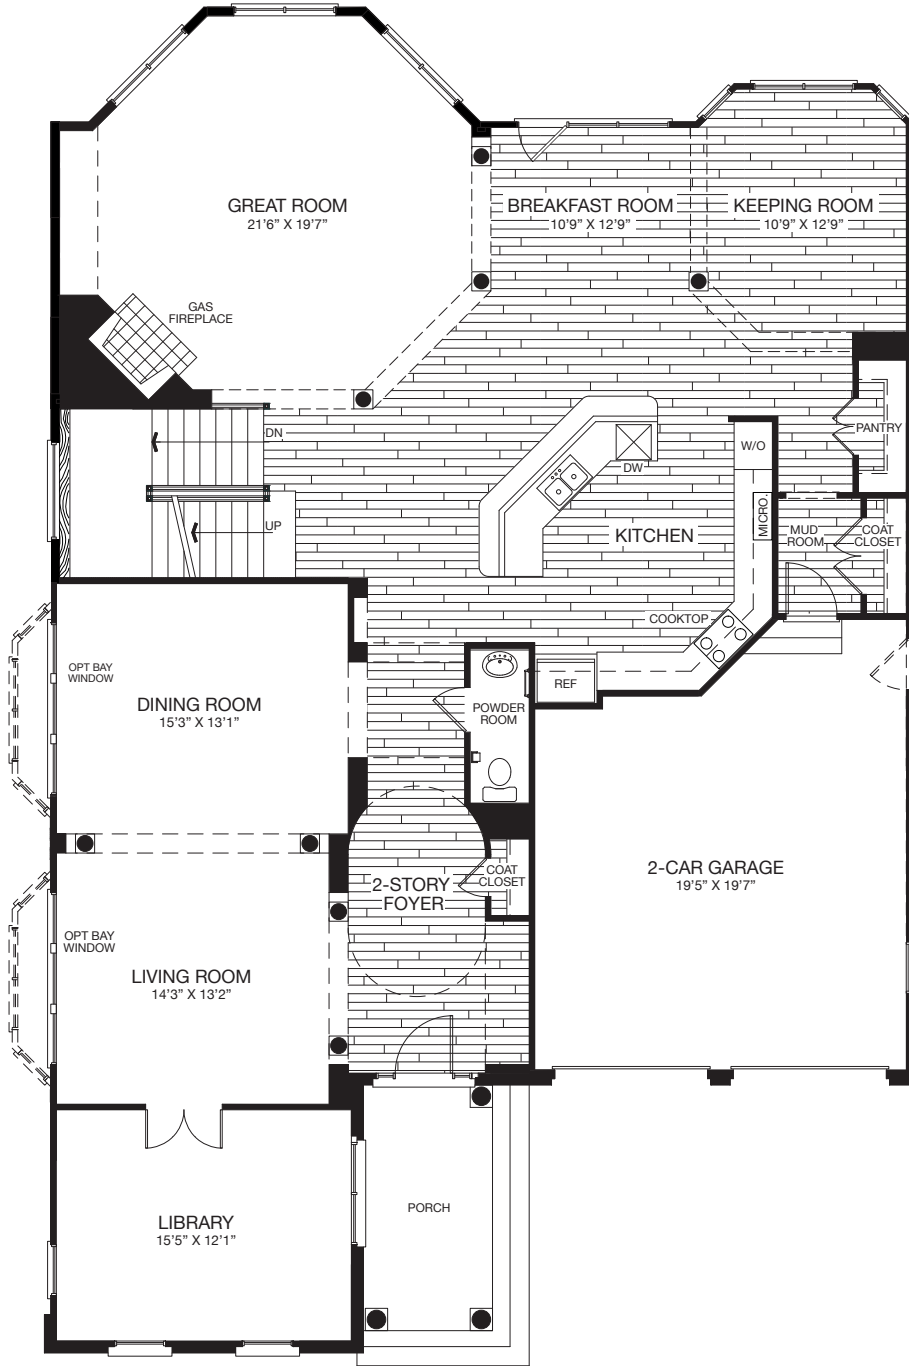 GREAT ROOM
21'6" X 19'7"
BREAKFAST ROOM
10'9" X 12'9"
KEEPING ROOM
10'9" X 12'9"
GAS
FIREPLACE
DN
UP
PANTRY
W/O
DW
MICRO.
KITCHEN
MUD
ROOM
COAT
CLOSET
COOKTOP
REF
OPT BAY
WINDOW
DINING ROOM
15'3" X 13'1"
POWDER
ROOM
2-CAR GARAGE
19'5" X 19'7"
COAT
CLOSET
2-STORY
FOYER
OPT BAY
WINDOW
LIVING ROOM
14'3" X 13'2"
PORCH
LIBRARY
15'5" X 12'1"